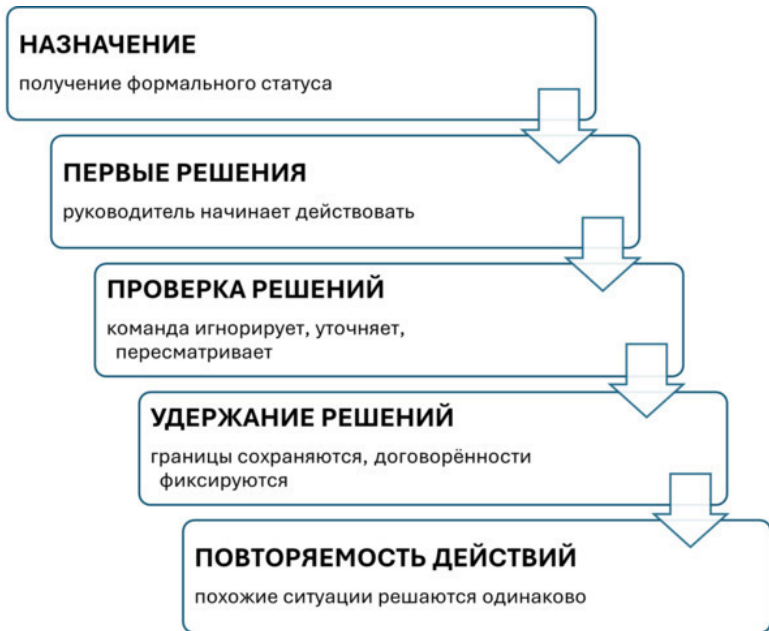 НАЗНАЧЕНИЕ
получение формального статуса
ПЕРВЫЕ РЕШЕНИЯ
руководитель начинает действовать
ПРОВЕРКА РЕШЕНИЙ
команда игнорирует, уточняет,
пересматривает
УДЕРЖАНИЕ РЕШЕНИЙ
границы сохраняются, договорённости
фиксируются
ПОВТОРЯЕМОСТЬ ДЕЙСТВИЙ
похожие ситуации решаются одинаково